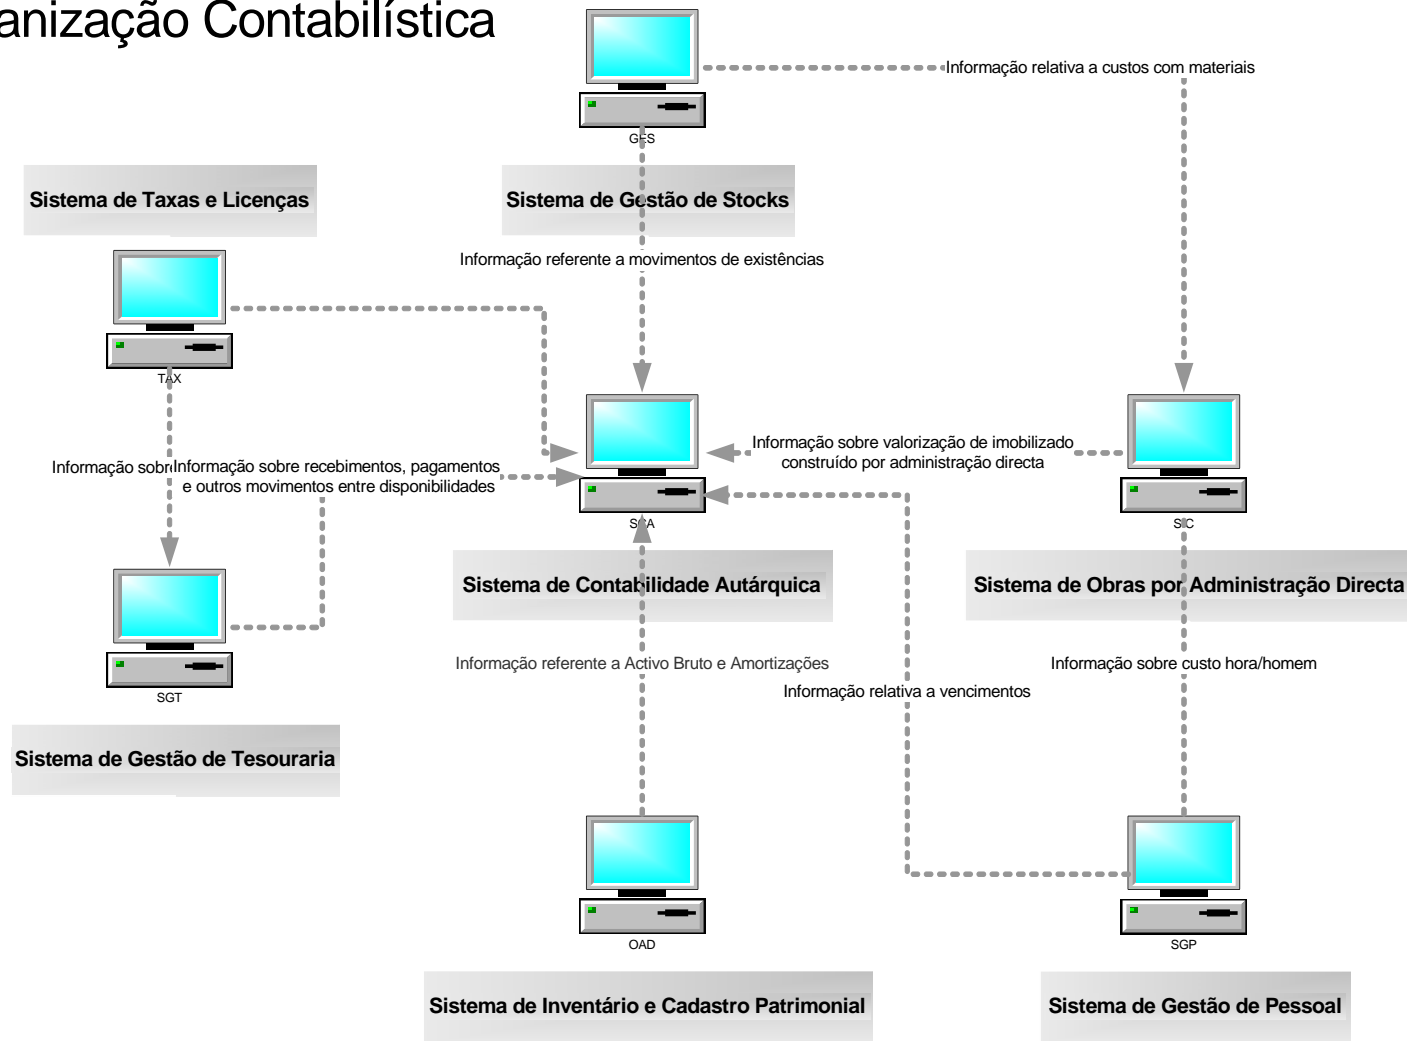 anização Contabilística
Informação relativa a custos com materiais
GES
Sistema de Taxas e Licenças
Sistema de Gestão de Stocks
Informação referente a movimentos de existências
TAX
Informação sobre valorização de imobilizado
construído por administração directa
Informação sobr
Informação sobre recebimentos, pagamentos
e outros movimentos entre disponibilidades
SCA
SIC
Sistema de Contabilidade Autárquica
Sistema de Obras por Administração Directa
Informação referente a Activo Bruto e Amortizações
Informação sobre custo hora/homem
Informação relativa a vencimentos
SGT
Sistema de Gestão de Tesouraria
OAD
SGP
Sistema de Inventário e Cadastro Patrimonial
Sistema de Gestão de Pessoal